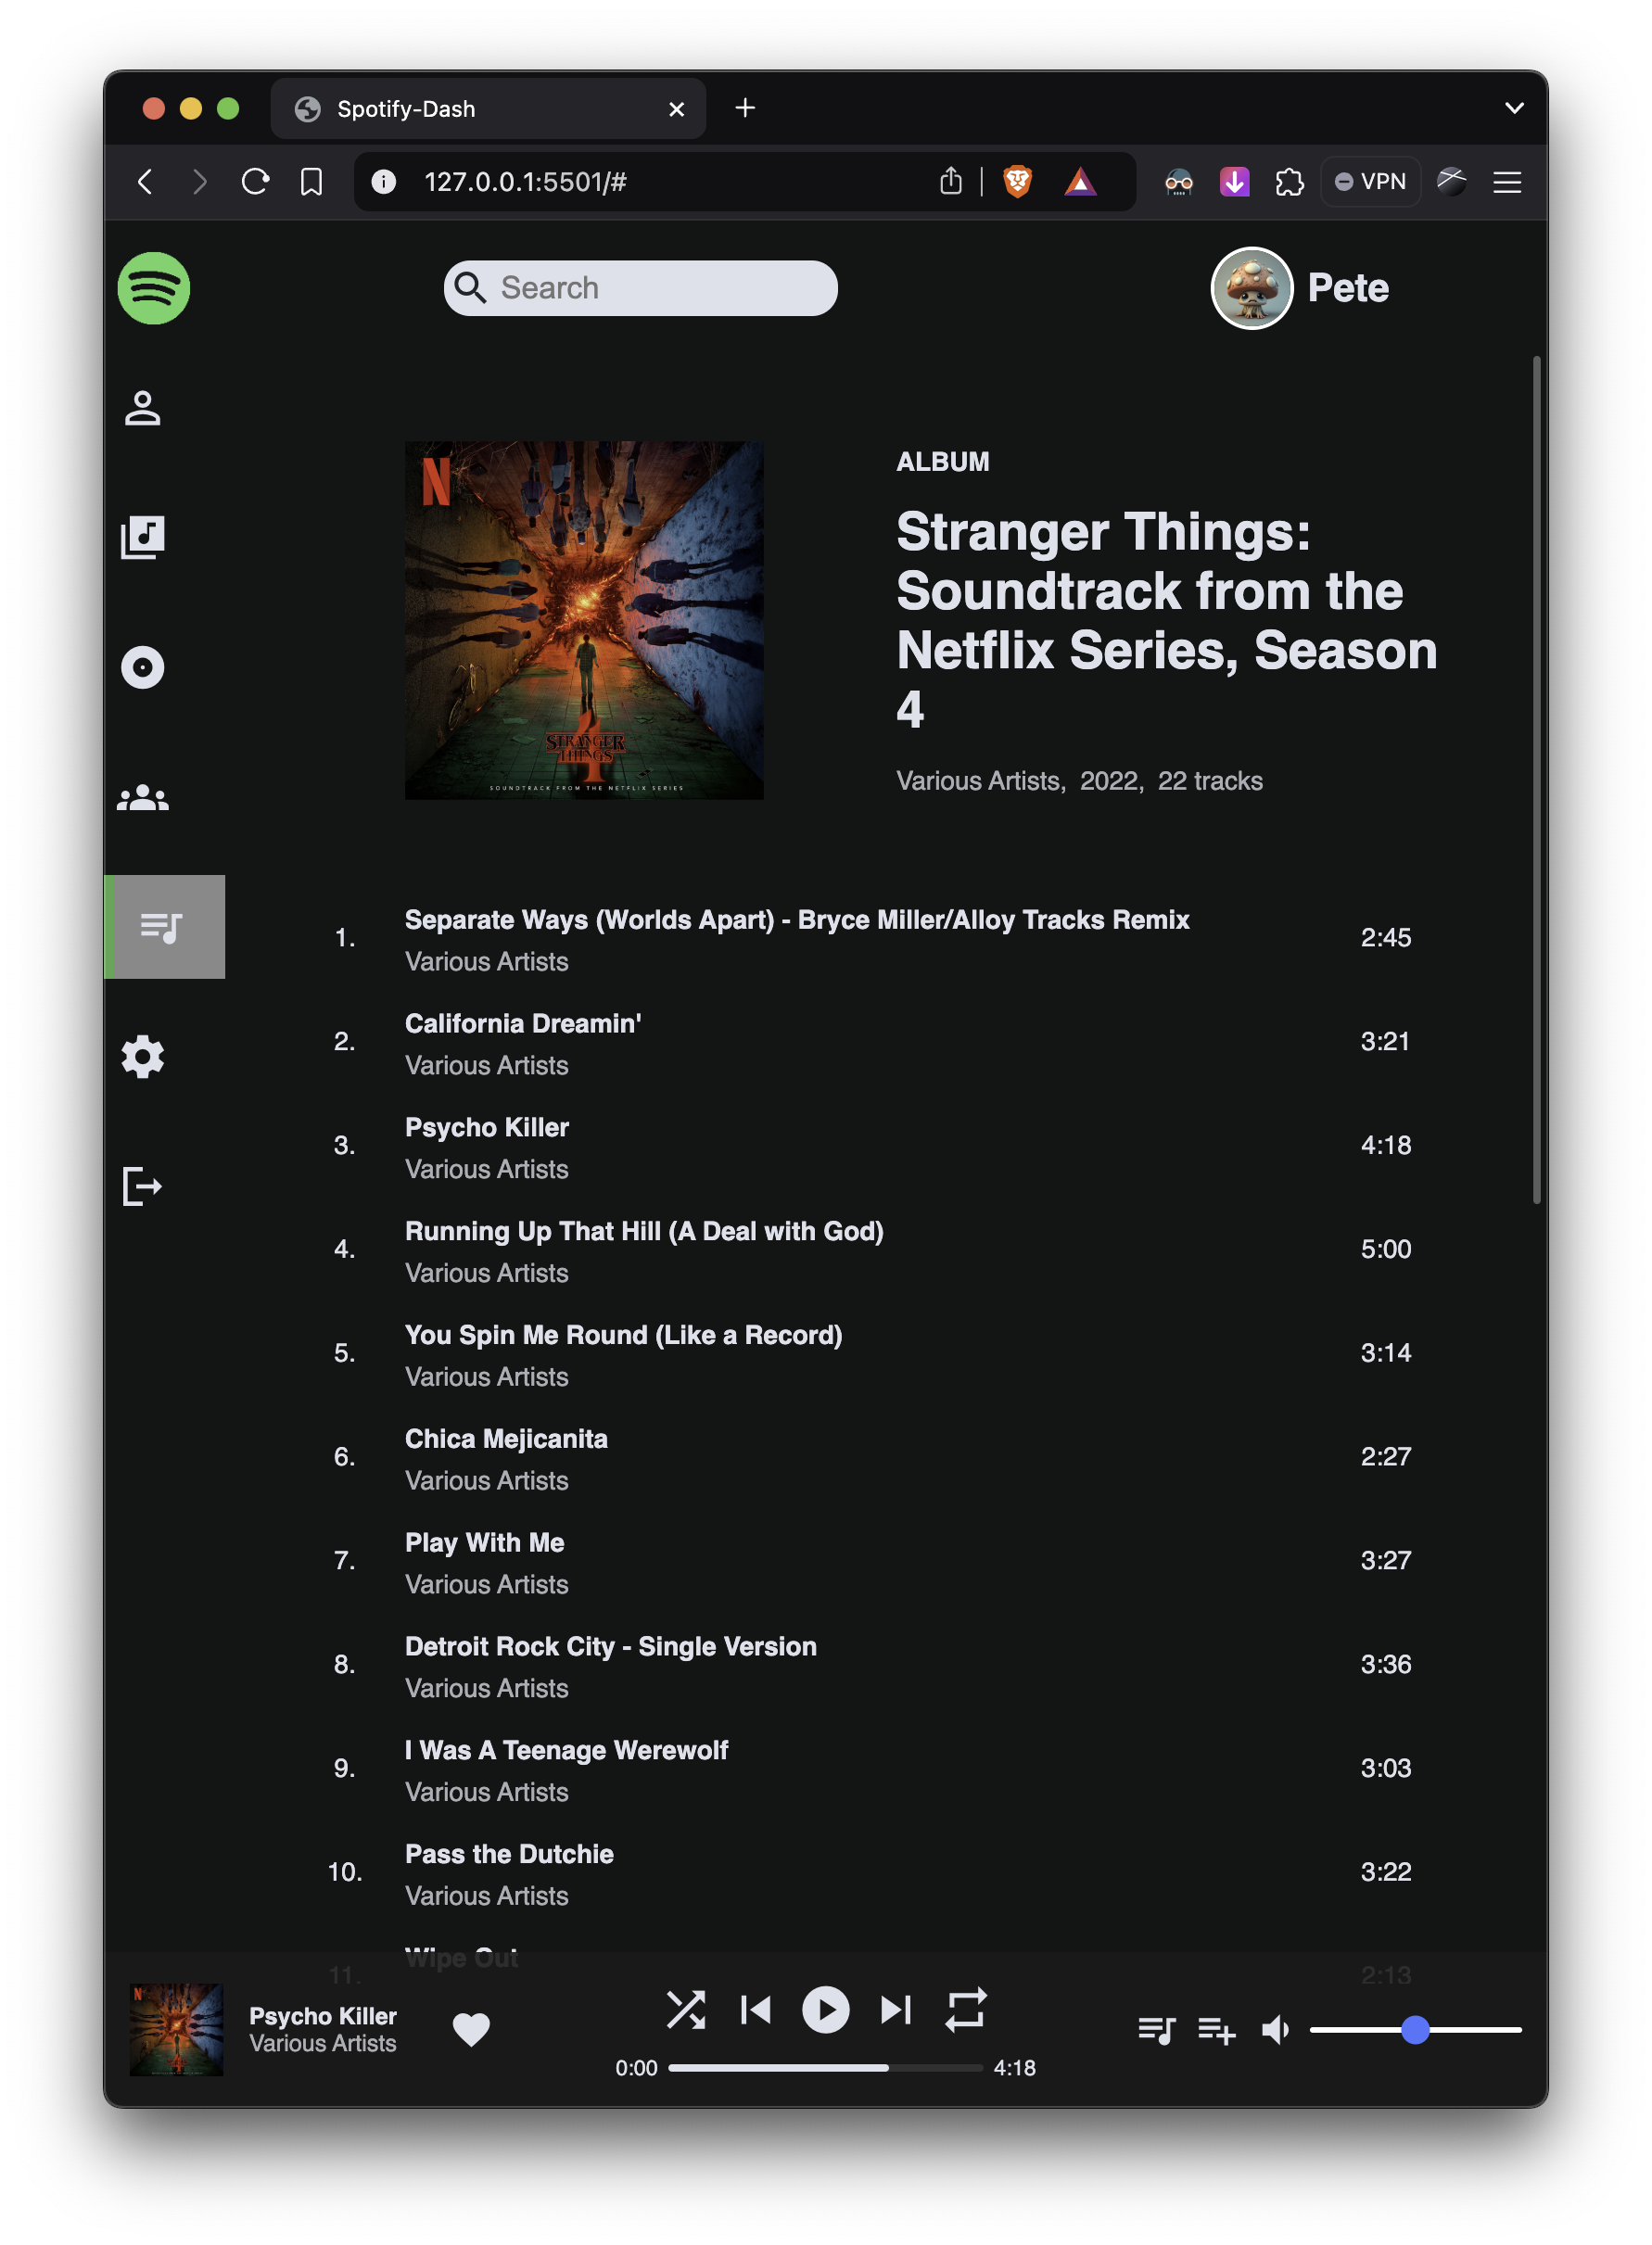 Spotify-Dash
127.0.0.1:5501/#
VPN
Search
Pete
N
ALBUM
Stranger Things:
Soundtrack from the
Netflix Series, Season
4
Various Artists, 2022, 22 tracks
STRANGER
THINGS
4
SOUNDTRACK FROM THE NETFLIX SERIES
1. Separate Ways (Worlds Apart) - Bryce Miller/Alloy Tracks Remix 2:45
Various Artists
2. California Dreamin' 3:21
Various Artists
3. Psycho Killer 4:18
Various Artists
4. Running Up That Hill (A Deal with God) 5:00
Various Artists
5. You Spin Me Round (Like a Record) 3:14
Various Artists
6. Chica Mejicanita 2:27
Various Artists
7. Play With Me 3:27
Various Artists
8. Detroit Rock City - Single Version 3:36
Various Artists
9. I Was A Teenage Werewolf 3:03
Various Artists
10. Pass the Dutchie 3:22
Various Artists
11. Wipe Out 2:13
N
Psycho Killer
Various Artists
0:00 4:18